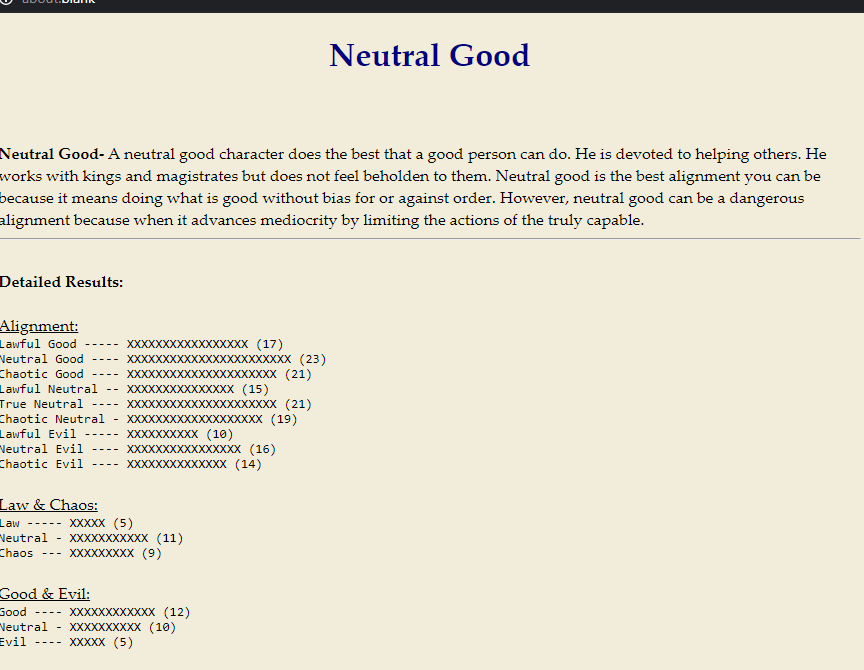 about:blank
Neutral Good
Neutral Good- A neutral good character does the best that a good person can do. He is devoted to helping others. He
works with kings and magistrates but does not feel beholden to them. Neutral good is the best alignment you can be
because it means doing what is good without bias for or against order. However, neutral good can be a dangerous
alignment because when it advances mediocrity by limiting the actions of the truly capable.
Detailed Results:
Alignment:
Lawful Good ----- XXXXXXXXXXXXXXXXX (17)
Neutral Good ---- XXXXXXXXXXXXXXXXXXXXXXX (23)
Chaotic Good ---- XXXXXXXXXXXXXXXXXXXXX (21)
Lawful Neutral -- XXXXXXXXXXXXXXX (15)
True Neutral ---- XXXXXXXXXXXXXXXXXXXXX (21)
Chaotic Neutral - XXXXXXXXXXXXXXXXXXX (19)
Lawful Evil ----- XXXXXXXXXX (10)
Neutral Evil ---- XXXXXXXXXXXXXXXX (16)
Chaotic Evil ---- XXXXXXXXXXXXXX (14)
Law & Chaos:
Law ----- XXXXX (5)
Neutral - XXXXXXXXXXX (11)
Chaos --- XXXXXXXXX (9)
Good & Evil:
Good ---- XXXXXXXXXXXX (12)
Neutral - XXXXXXXXXX (10)
Evil ---- XXXXX (5)